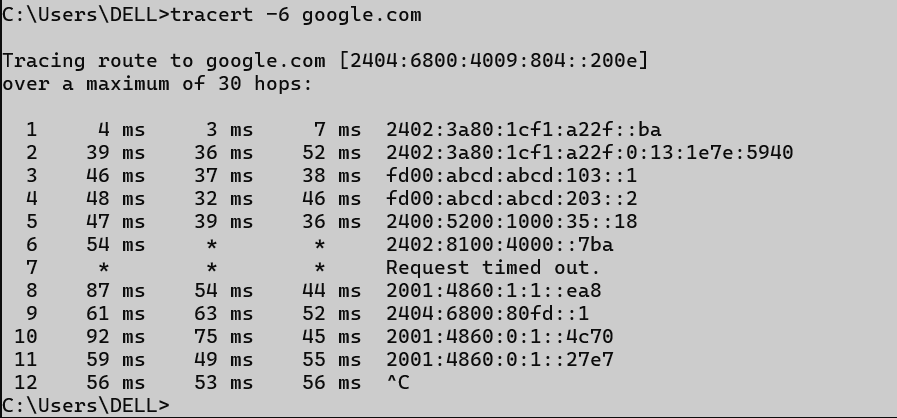 C:\Users\DELL>tracert -6 google.com
Tracing route to google.com [2404:6800:4009:804::200e]
over a maximum of 30 hops:
1 4 ms 3 ms 7 ms 2402:3a80:1cf1:a22f::ba
2 39 ms 36 ms 52 ms 2402:3a80:1cf1:a22f:0:13:1e7e:5940
3 46 ms 37 ms 38 ms fd00:abcd:abcd:103::1
4 48 ms 32 ms 46 ms fd00:abcd:abcd:203::2
5 47 ms 39 ms 36 ms 2400:5200:1000:35::18
6 54 ms * * 2402:8100:4000::7ba
7 * * * Request timed out.
8 87 ms 54 ms 44 ms 2001:4860:1:1::ea8
9 61 ms 63 ms 52 ms 2404:6800:80fd::1
10 92 ms 75 ms 45 ms 2001:4860:0:1::4c70
11 59 ms 49 ms 55 ms 2001:4860:0:1::27e7
12 56 ms 53 ms 56 ms ^C
C:\Users\DELL>